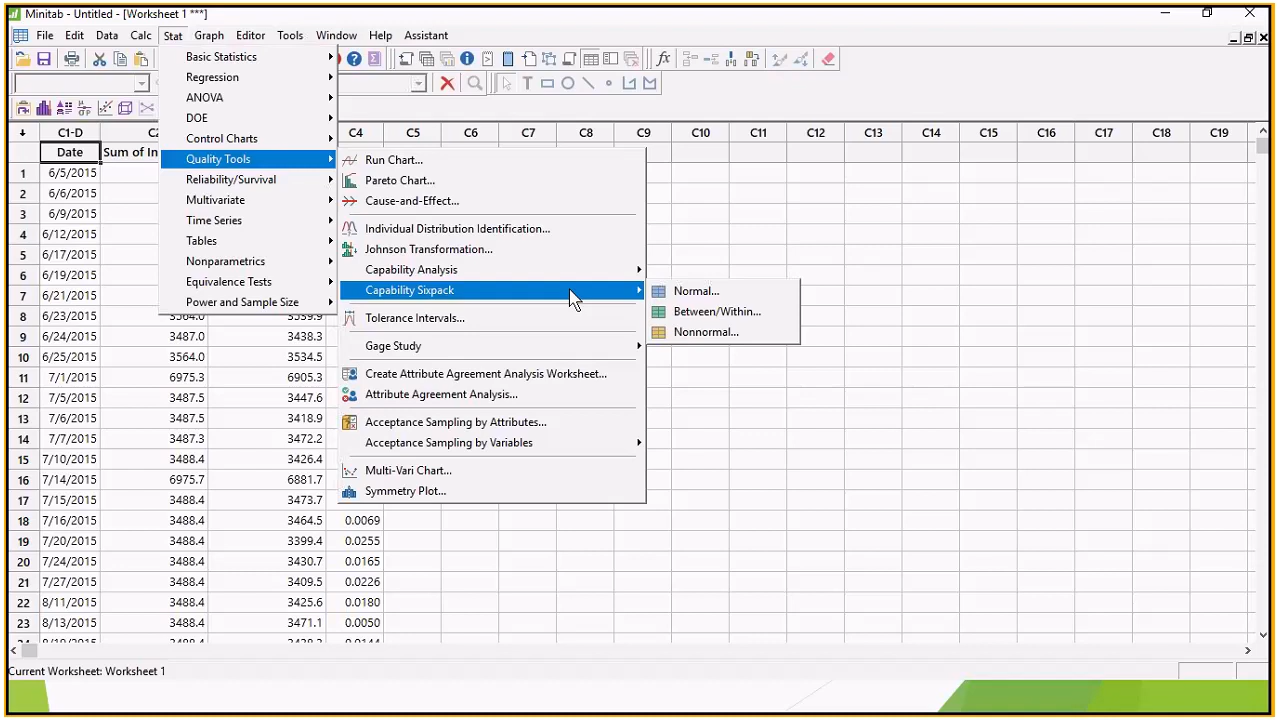 Minitab - Untitled - [Worksheet 1 ***]
File Edit Data Calc Stat Graph Editor Tools Window Help Assistant
Basic Statistics
Regression
ANOVA
DOE
Control Charts
Quality Tools
Reliability/Survival
Multivariate
Time Series
Tables
Nonparametrics
Equivalence Tests
Power and Sample Size
Run Chart...
Pareto Chart...
Cause-and-Effect...
Individual Distribution Identification...
Johnson Transformation...
Capability Analysis
Capability Sixpack
Tolerance Intervals...
Gage Study
Create Attribute Agreement Analysis Worksheet...
Attribute Agreement Analysis...
Acceptance Sampling by Attributes...
Acceptance Sampling by Variables
Multi-Vari Chart...
Symmetry Plot...
Normal...
Between/Within...
Nonnormal...
C1-D C2 C4 C5 C6 C7 C8 C9 C10 C11 C12 C13 C14 C15 C16 C17 C18 C19
Date Sum of In
1 6/5/2015
2 6/6/2015
3 6/9/2015
4 6/12/2015
5 6/17/2015
6 6/19/2015
7 6/21/2015
8 6/23/2015 3564.0 3539.9
9 6/24/2015 3487.0 3438.3
10 6/25/2015 3564.0 3534.5
11 7/1/2015 6975.3 6905.3
12 7/5/2015 3487.5 3447.6
13 7/6/2015 3487.5 3418.9
14 7/7/2015 3487.3 3472.2
15 7/10/2015 3488.4 3426.4
16 7/14/2015 6975.7 6881.7
17 7/15/2015 3488.4 3473.7
18 7/16/2015 3488.4 3464.5 0.0069
19 7/20/2015 3488.4 3399.4 0.0255
20 7/24/2015 3488.4 3430.7 0.0165
21 7/27/2015 3488.4 3409.5 0.0226
22 8/11/2015 3488.4 3425.6 0.0180
23 8/13/2015 3488.4 3471.1 0.0050
Current Worksheet: Worksheet 1